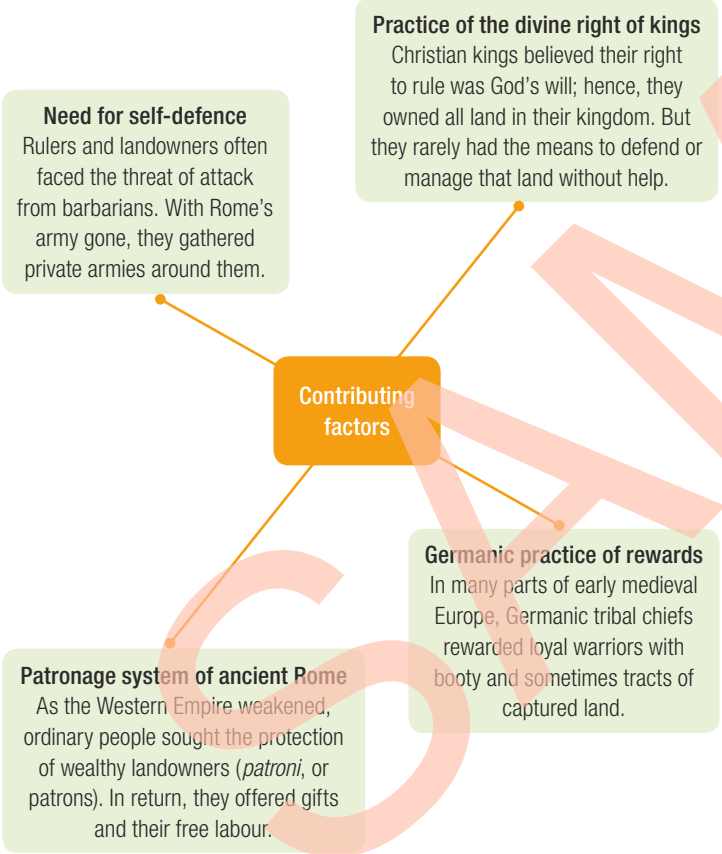 Practice of the divine right of kings
Christian kings believed their right
to rule was God's will; hence, they
owned all land in their kingdom. But
they rarely had the means to defend or
manage that land without help.
Need for self-defence
Rulers and landowners often
faced the threat of attack
from barbarians. With Rome's
army gone, they gathered
private armies around them.
Contributing
factors
Germanic practice of rewards
In many parts of early medieval
Europe, Germanic tribal chiefs
rewarded loyal warriors with
booty and sometimes tracts of
captured land.
Patronage system of ancient Rome
As the Western Empire weakened,
ordinary people sought the protection
of wealthy landowners (patroni, or
patrons). In return, they offered gifts
and their free labour.